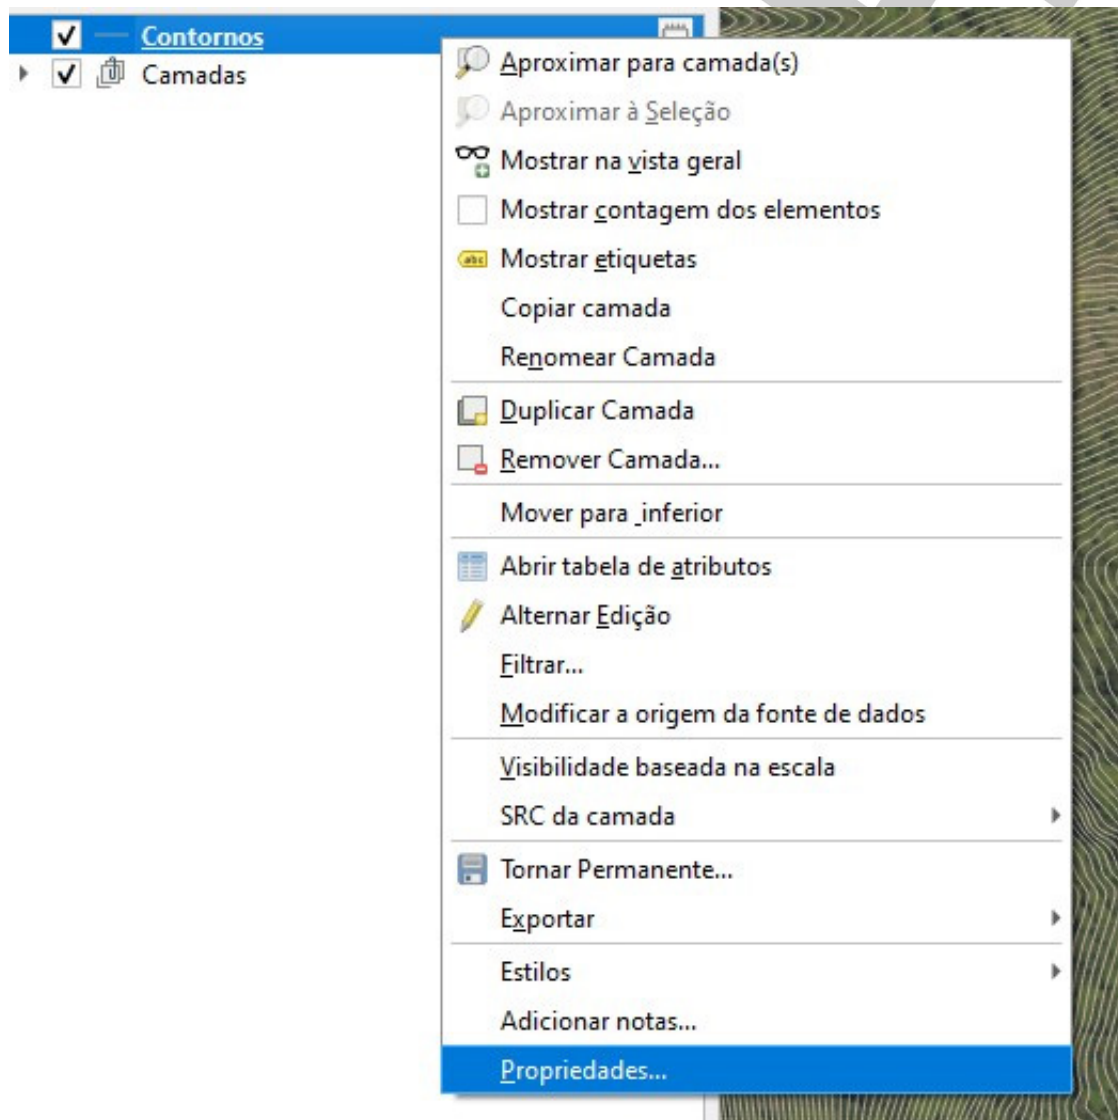 Contornos
Camadas
Aproximar para camada(s)
Aproximar à Seleção
Mostrar na vista geral
Mostrar contagem dos elementos
abc Mostrar etiquetas
Copiar camada
Renomear Camada
Duplicar Camada
Remover Camada...
Mover para _inferior
Abrir tabela de atributos
Alternar Edição
Filtrar...
Modificar a origem da fonte de dados
Visibilidade baseada na escala
SRC da camada
Tornar Permanente...
Exportar
Estilos
Adicionar notas...
Propriedades...